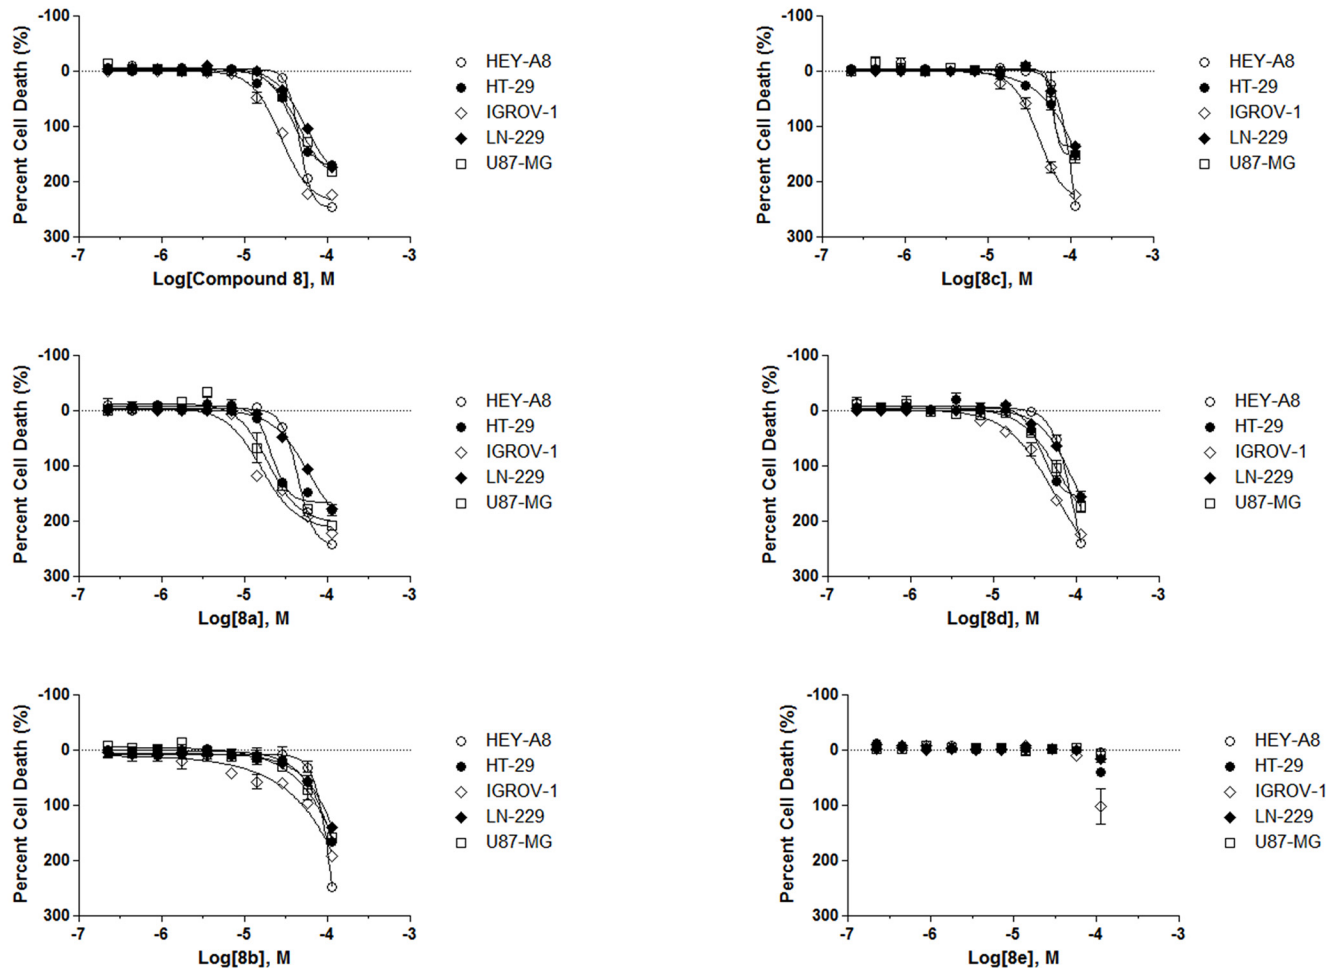 -100
0
100
200
300
Percent Cell Death (%)
-7 -6 -5 -4 -3
Log[Compound 8], M
HEY-A8
HT-29
IGROV-1
LN-229
U87-MG
-100
0
100
200
300
Percent Cell Death (%)
-7 -6 -5 -4 -3
Log[8c], M
HEY-A8
HT-29
IGROV-1
LN-229
U87-MG
-100
0
100
200
300
Percent Cell Death (%)
-7 -6 -5 -4 -3
Log[8a], M
HEY-A8
HT-29
IGROV-1
LN-229
U87-MG
-100
0
100
200
300
Percent Cell Death (%)
-7 -6 -5 -4 -3
Log[8d], M
HEY-A8
HT-29
IGROV-1
LN-229
U87-MG
-100
0
100
200
300
Percent Cell Death (%)
-7 -6 -5 -4 -3
Log[8b], M
HEY-A8
HT-29
IGROV-1
LN-229
U87-MG
-100
0
100
200
300
Percent Cell Death (%)
-7 -6 -5 -4 -3
Log[8e], M
HEY-A8
HT-29
IGROV-1
LN-229
U87-MG